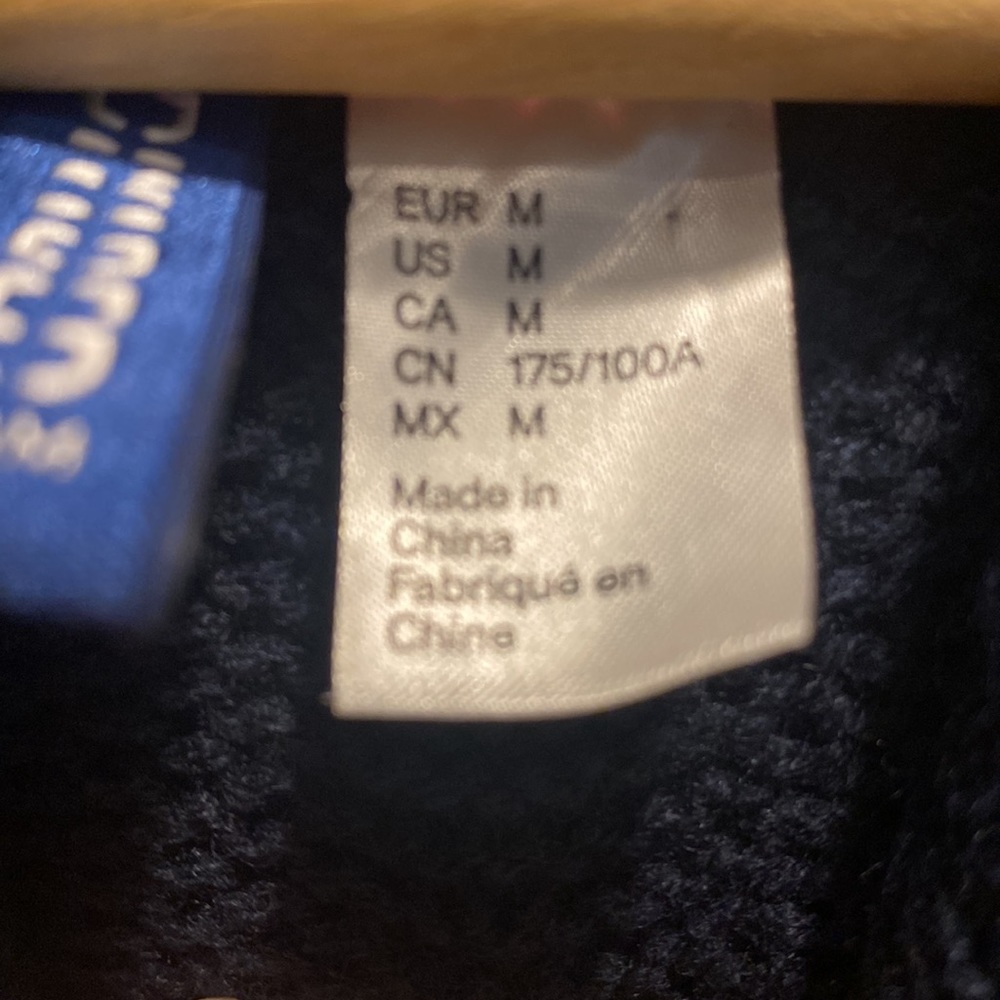 EUR M
US M
CA M
CN 175/100A
MX M
Made in
China
Fabriqué en
Chine